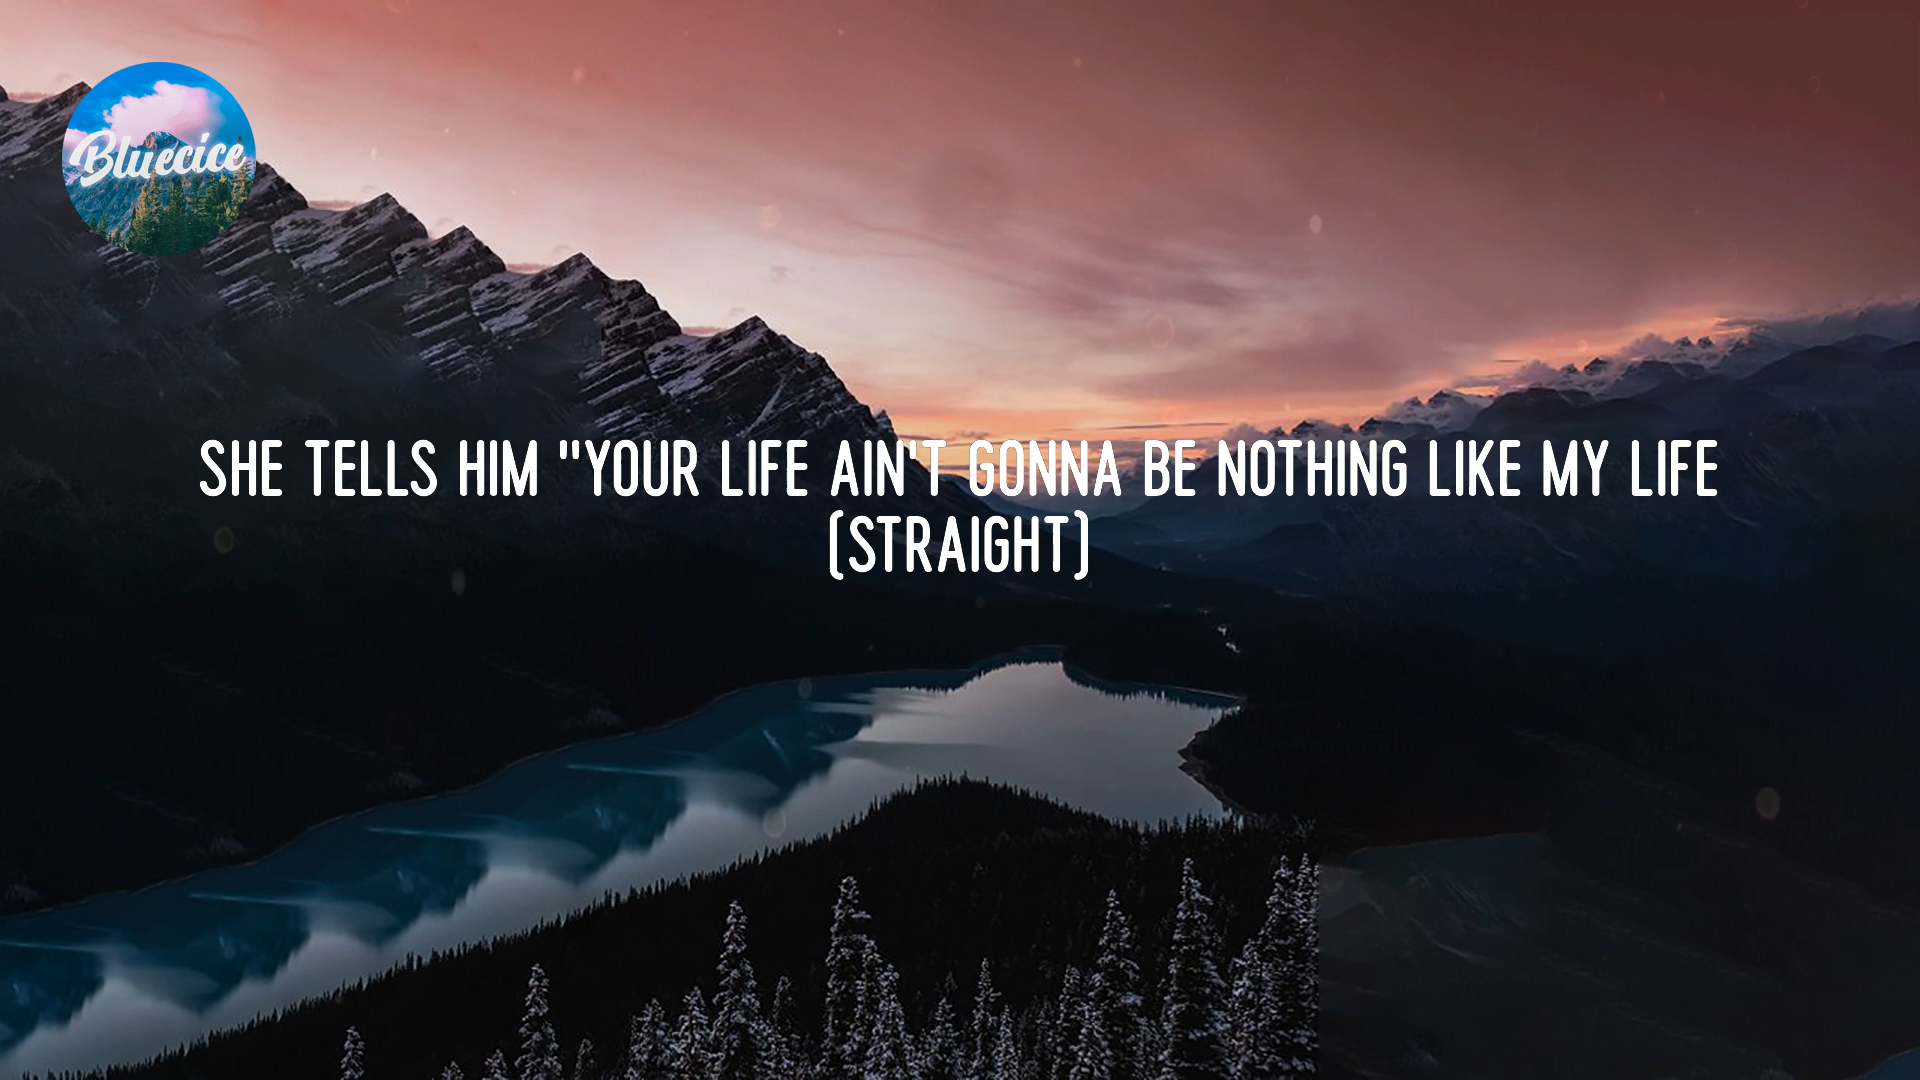 Bluecice
SHE TELLS HIM "YOUR LIFE AIN'T GONNA BE NOTHING LIKE MY LIFE
(STRAIGHT)